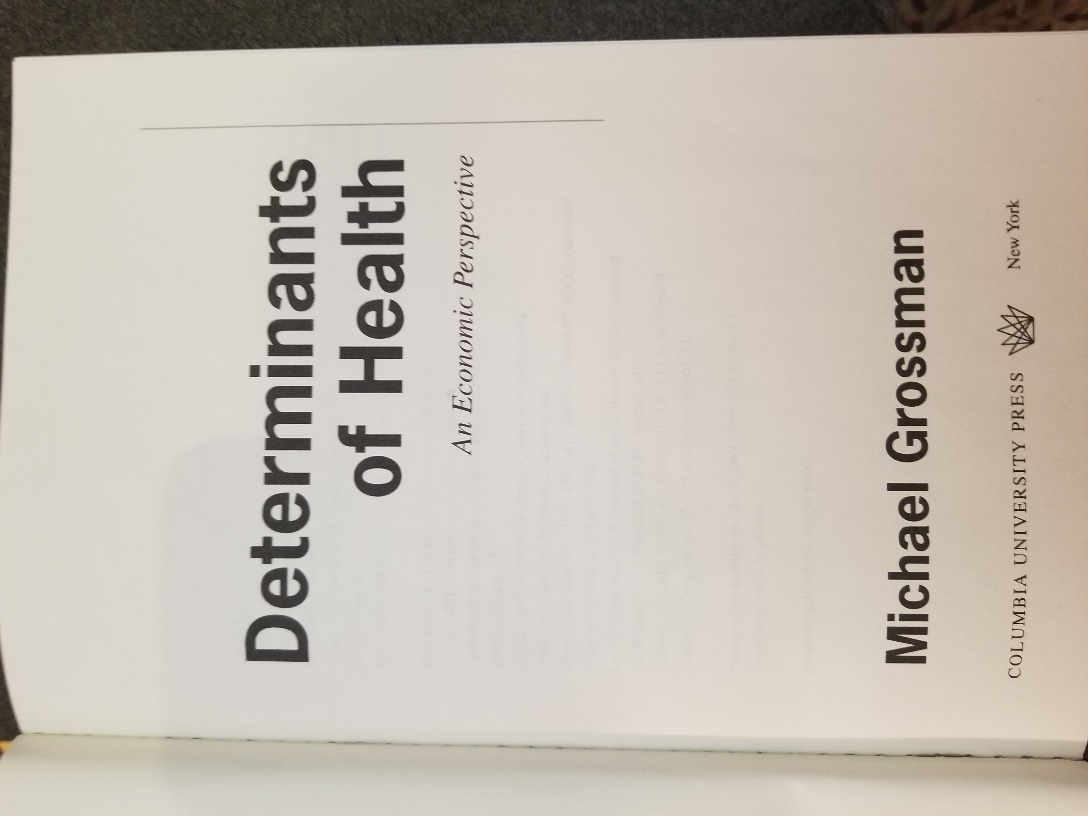 Determinants
of Health
An Economic Perspective
Michael Grossman
COLUMBIA UNIVERSITY PRESS New York